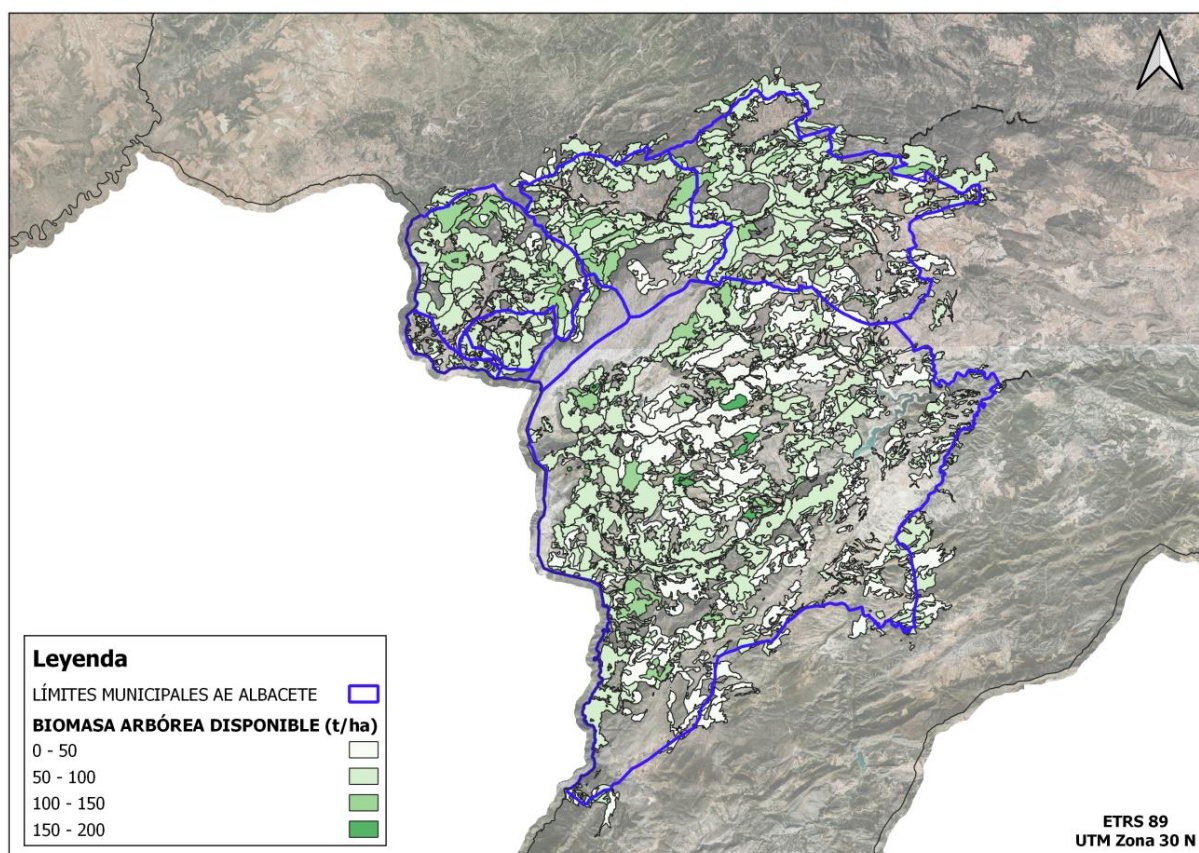 Leyenda
LÍMITES MUNICIPALES AE ALBACETE
BIOMASA ARBÓREA DISPONIBLE (t/ha)
0 - 50
50 - 100
100 - 150
150 - 200
ETRS 89
UTM Zona 30 N